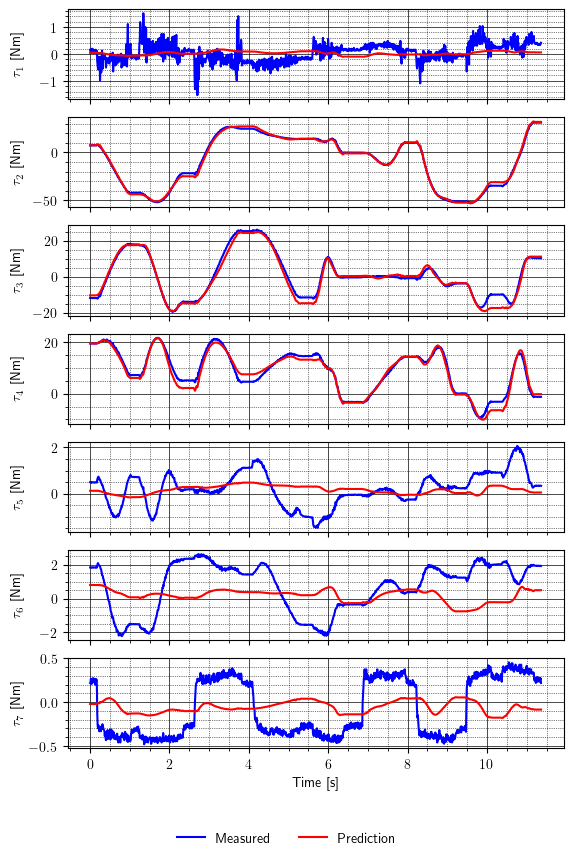 τ1 [Nm]
1
0
−1
τ2 [Nm]
0
−50
τ3 [Nm]
20
0
−20
τ4 [Nm]
20
0
τ5 [Nm]
2
0
τ6 [Nm]
2
0
−2
τ7 [Nm]
0.5
0.0
−0.5
0 2 4 6 8 10
Time [s]
Measured Prediction